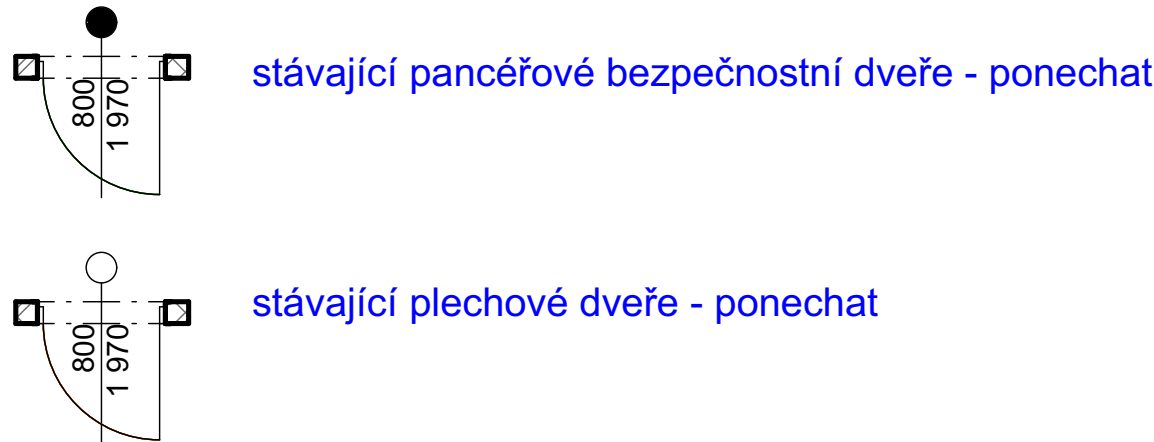 800
1 970
stávající pancéřové bezpečnostní dveře - ponechat
800
1 970
stávající plechové dveře - ponechat